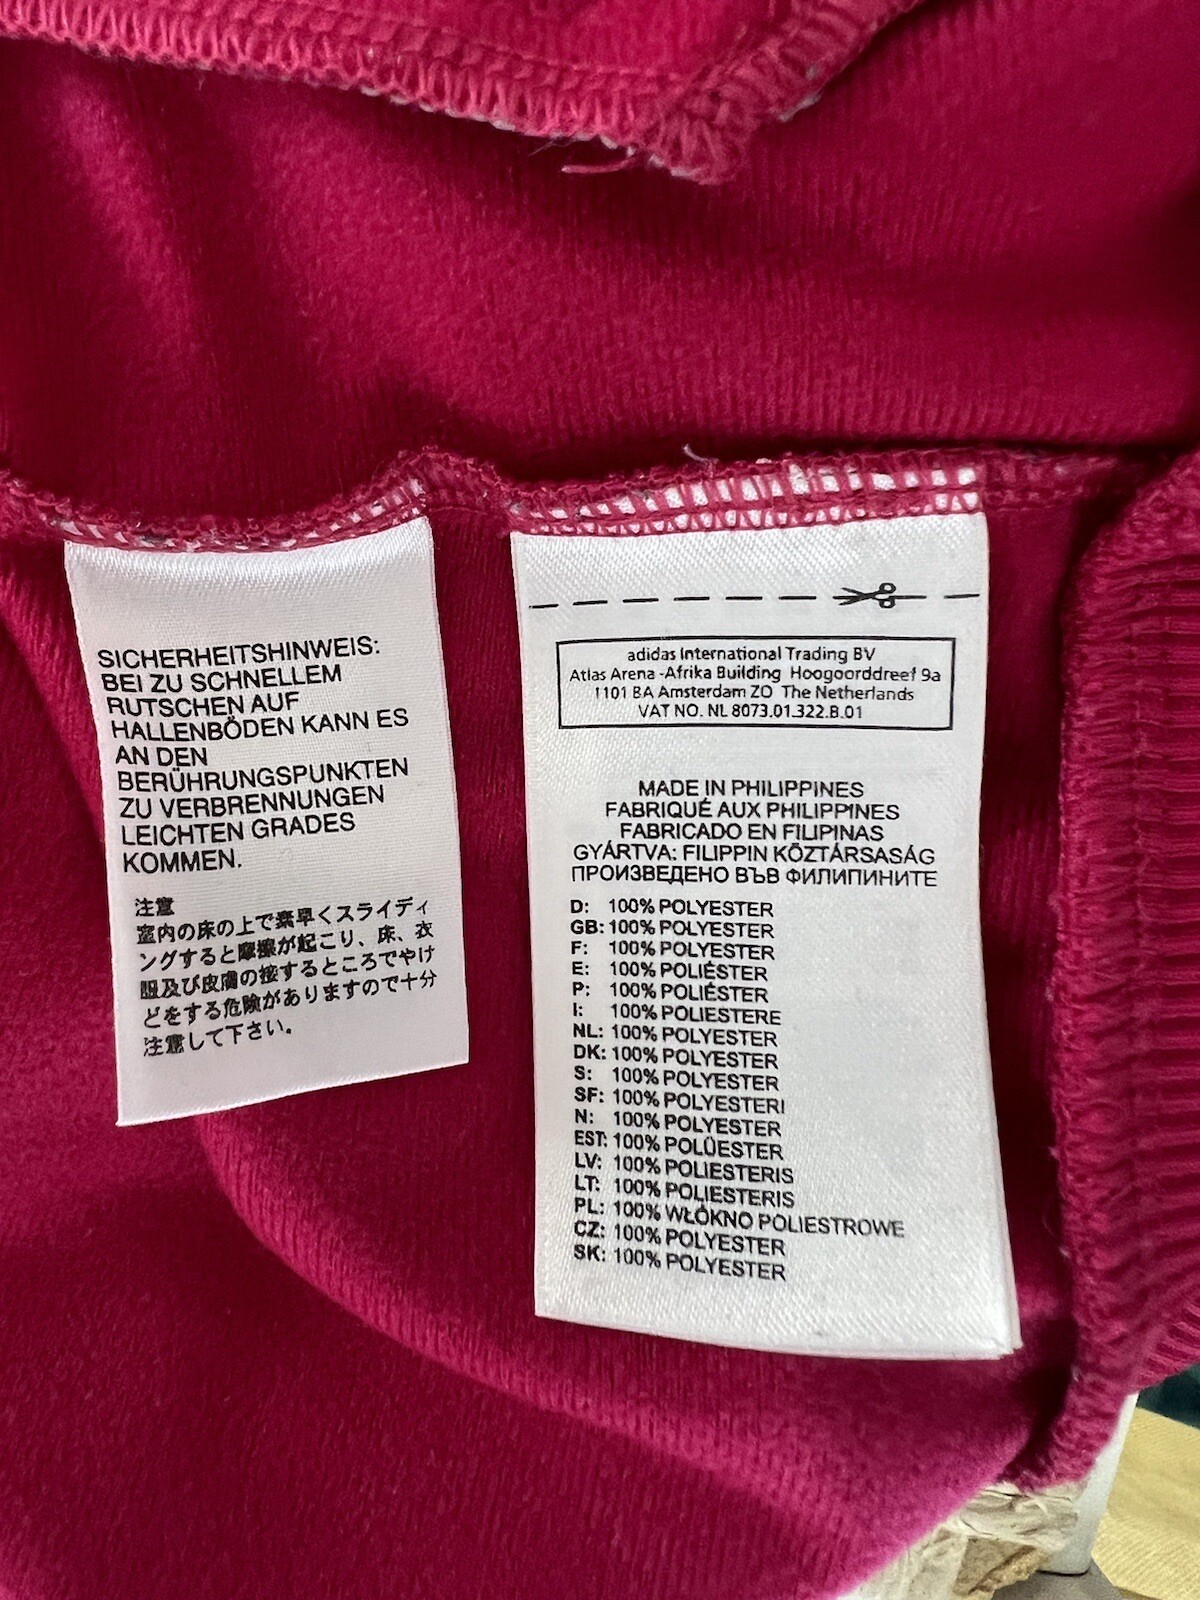 SICHERHEITSHINWEIS:
BEI ZU SCHNELLEM
RUTSCHEN AUF
HALLENBÖDEN KANN ES
AN DEN
BERÜHRUNGSPUNKTEN
ZU VERBRENNUNGEN
LEICHTEN GRADES
KOMMEN.
注意
室内の床の上で素早くスライディ
ングすると摩擦が起こり、床、衣
服及び皮膚の接するところでやけ
どをする危険がありますので十分
注意して下さい。
adidas International Trading BV
Atlas Arena -Afrika Building Hoogoorddreef 9a
1101 BA Amsterdam ZO The Netherlands
VAT NO. NL 8073.01.322.B.01
MADE IN PHILIPPINES
FABRIQUÉ AUX PHILIPPINES
FABRICADO EN FILIPINAS
GYÁRTVA: FILIPPIN KÖZTÁRSASÁG
ПРОИЗВЕДЕНО ВЪВ ФИЛИПИНИТЕ
D: 100% POLYESTER
GB: 100% POLYESTER
F: 100% POLYESTER
E: 100% POLIÉSTER
P: 100% POLIÉSTER
I: 100% POLIESTERE
NL: 100% POLYESTER
DK: 100% POLYESTER
S: 100% POLYESTER
SF: 100% POLYESTERI
N: 100% POLYESTER
EST: 100% POLÜESTER
LV: 100% POLIESTERIS
LT: 100% POLIESTERIS
PL: 100% WŁÓKNO POLIESTROWE
CZ: 100% POLYESTER
SK: 100% POLYESTER